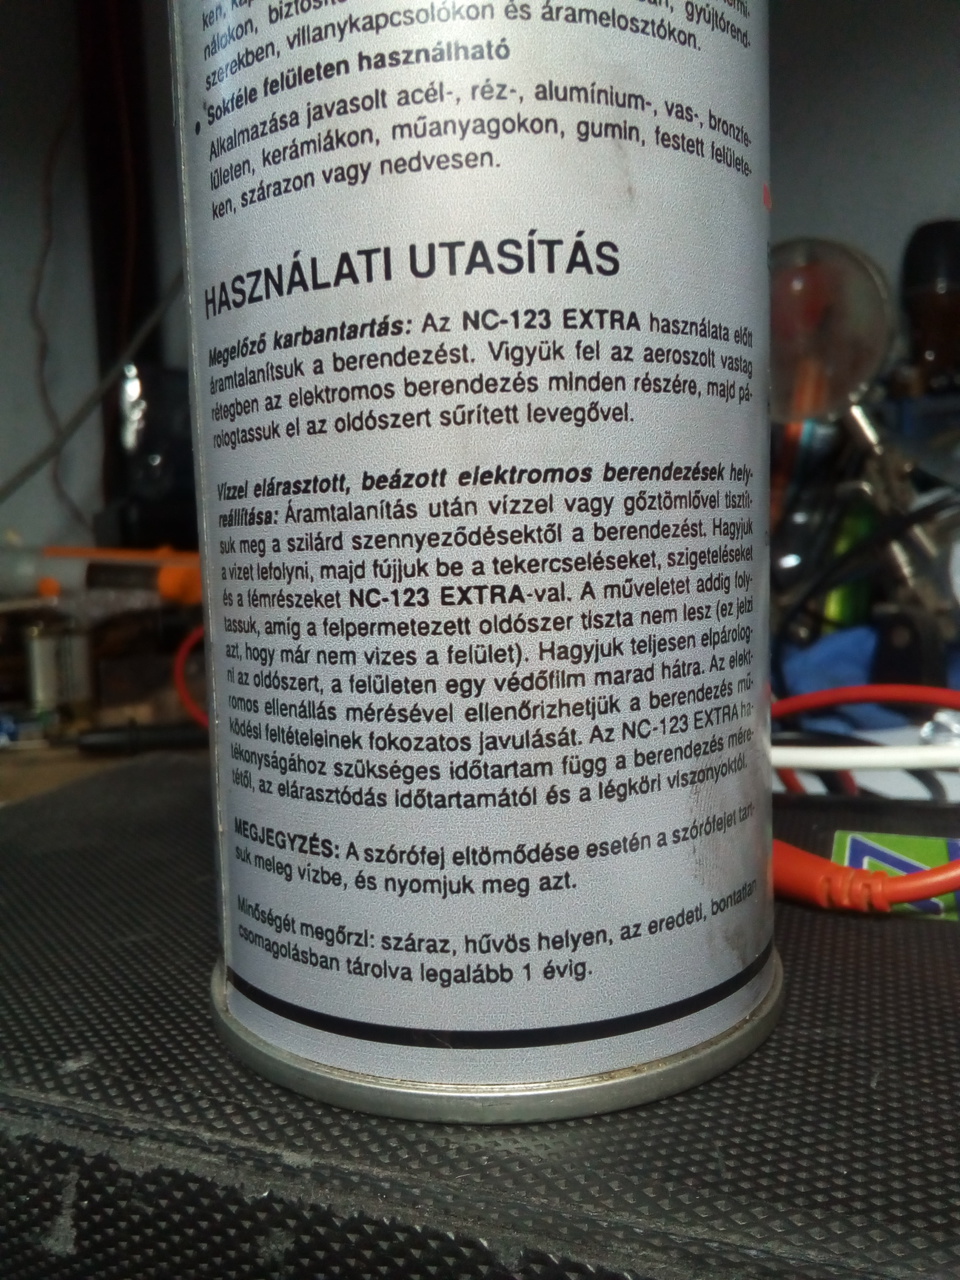 nálokon, biztosít
gyűjtőrend-
szerekben, villanykapcsolókon és áramelosztókon.
• Sokféle felületen használható
Alkalmazása javasolt acél-, réz-, alumínium-, vas-, bronzfe-
lületen, kerámiákon, műanyagokon, gumin, festett felülete-
ken, szárazon vagy nedvesen.
HASZNÁLATI UTASÍTÁS
Megelőző karbantartás: Az NC-123 EXTRA használata előtt
áramtalanítsuk a berendezést. Vigyük fel az aeroszolt vastag
rétegben az elektromos berendezés minden részére, majd pá-
rologtassuk el az oldószert sűrített levegővel.
Vízzel elárasztott, beázott elektromos berendezések hely-
reállítása: Áramtalanítás után vízzel vagy gőztömlővel tisztít-
suk meg a szilárd szennyeződésektől a berendezést. Hagyjuk
a vizet lefolyni, majd fújjuk be a tekercseléseket, szigeteléseket
és a fémrészeket NC-123 EXTRA-val. A műveletet addig foly-
tassuk, amíg a felpermetezett oldószer tiszta nem lesz (ez jelzi
azt, hogy már nem vizes a felület). Hagyjuk teljesen elpárolog-
ni az oldószert, a felületen egy védőfilm marad hátra. Az elekt-
romos ellenállás mérésével ellenőrizhetjük a berendezés mű-
ködési feltételeinek fokozatos javulását. Az NC-123 EXTRA ha-
tékonyságához szükséges időtartam függ a berendezés mére-
tétől, az elárasztódás időtartamától és a légköri viszonyoktól.
MEGJEGYZÉS: A szórófej eltömődése esetén a szórófejet tart-
suk meleg vízbe, és nyomjuk meg azt.
Minőségét megőrzi: száraz, hűvös helyen, az eredeti, bontatlan
csomagolásban tárolva legalább 1 évig.